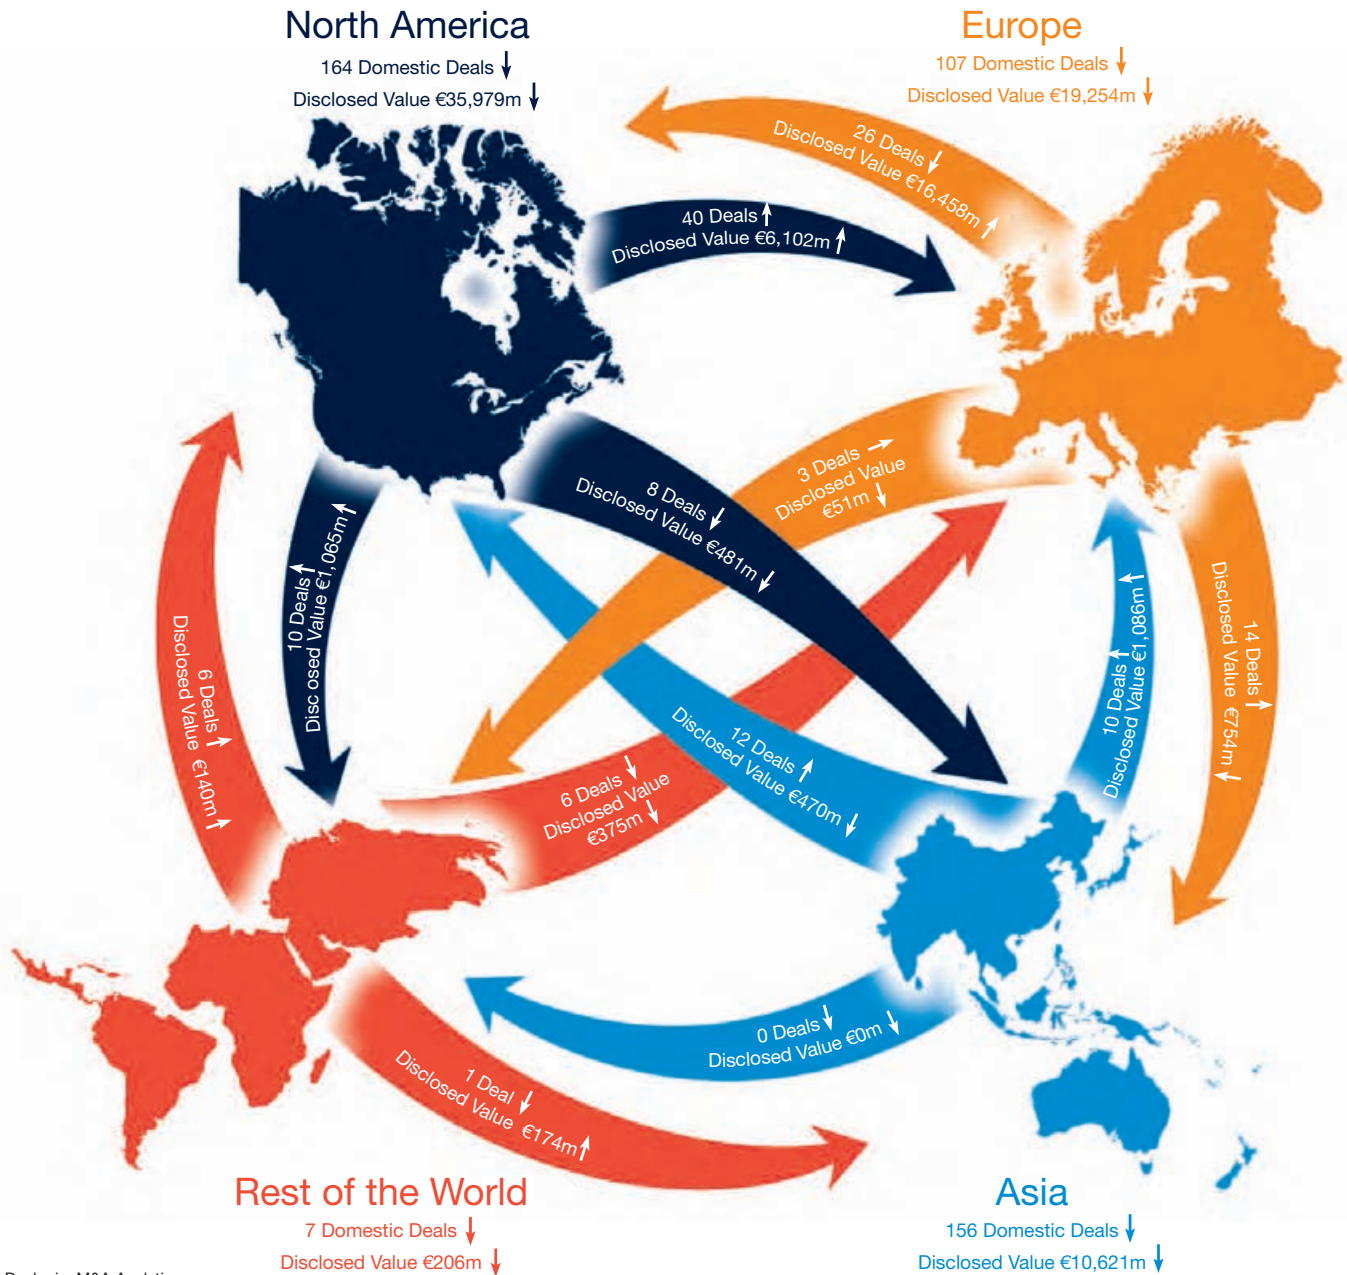 North America
164 Domestic Deals ↓
Disclosed Value €35,979m ↓
Europe
107 Domestic Deals ↓
Disclosed Value €19,254m ↓
26 Deals ↓
Disclosed Value €16,458m ↑
40 Deals ↑
Disclosed Value €6,102m ↑
3 Deals →
Disclosed Value
€51m ↓
8 Deals ↓
Disclosed Value €481m ↓
10 Deals ↑
Disc osed Value €1,065m ↑
6 Deals ↑
Disclosed Value €140m ↑
10 Deals ↑
Disclosed Value €1,086m ↑
14 Deals ↑
Disclosed Value €754m ↓
12 Deals ↑
Disclosed Value €470m ↓
6 Deals ↓
Disclosed Value
€375m ↓
0 Deals ↓
Disclosed Value €0m ↓
1 Deal ↓
Disclosed Value €174m ↑
Rest of the World
7 Domestic Deals ↓
Disclosed Value €206m ↓
Asia
156 Domestic Deals ↓
Disclosed Value €10,621m ↓